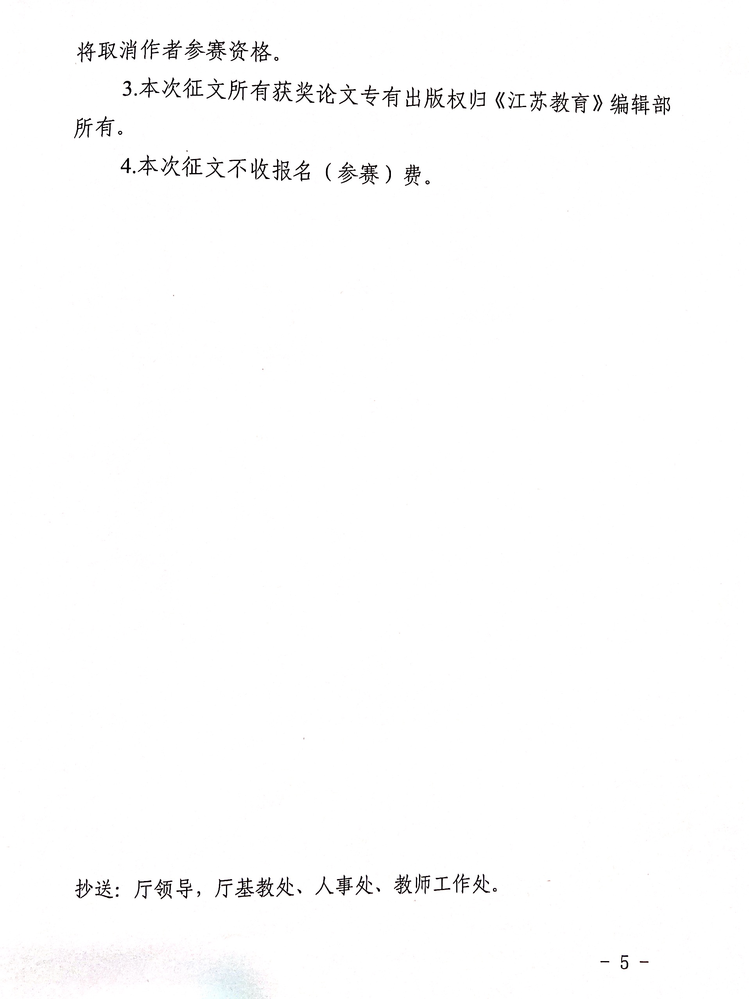 将取消作者参赛资格。
3.本次征文所有获奖论文专有出版权归《江苏教育》编辑部
所有。
4.本次征文不收报名（参赛）费。
抄送：厅领导，厅基教处、人事处、教师工作处。
- 5 -